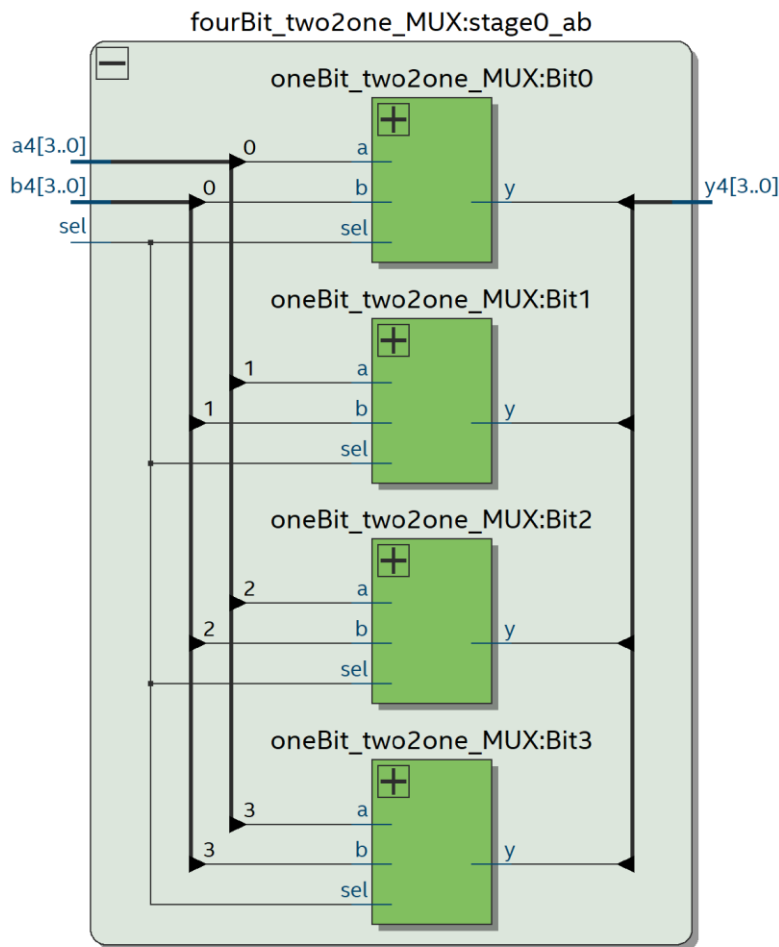 fourBit_two2one_MUX:stage0_ab
oneBit_two2one_MUX:Bit0
a4[3..0] 0 a
b4[3..0] 0 b y y4[3..0]
sel sel
oneBit_two2one_MUX:Bit1
1 a
1 b y
sel
oneBit_two2one_MUX:Bit2
2 a
2 b y
sel
oneBit_two2one_MUX:Bit3
3 a
3 b y
sel